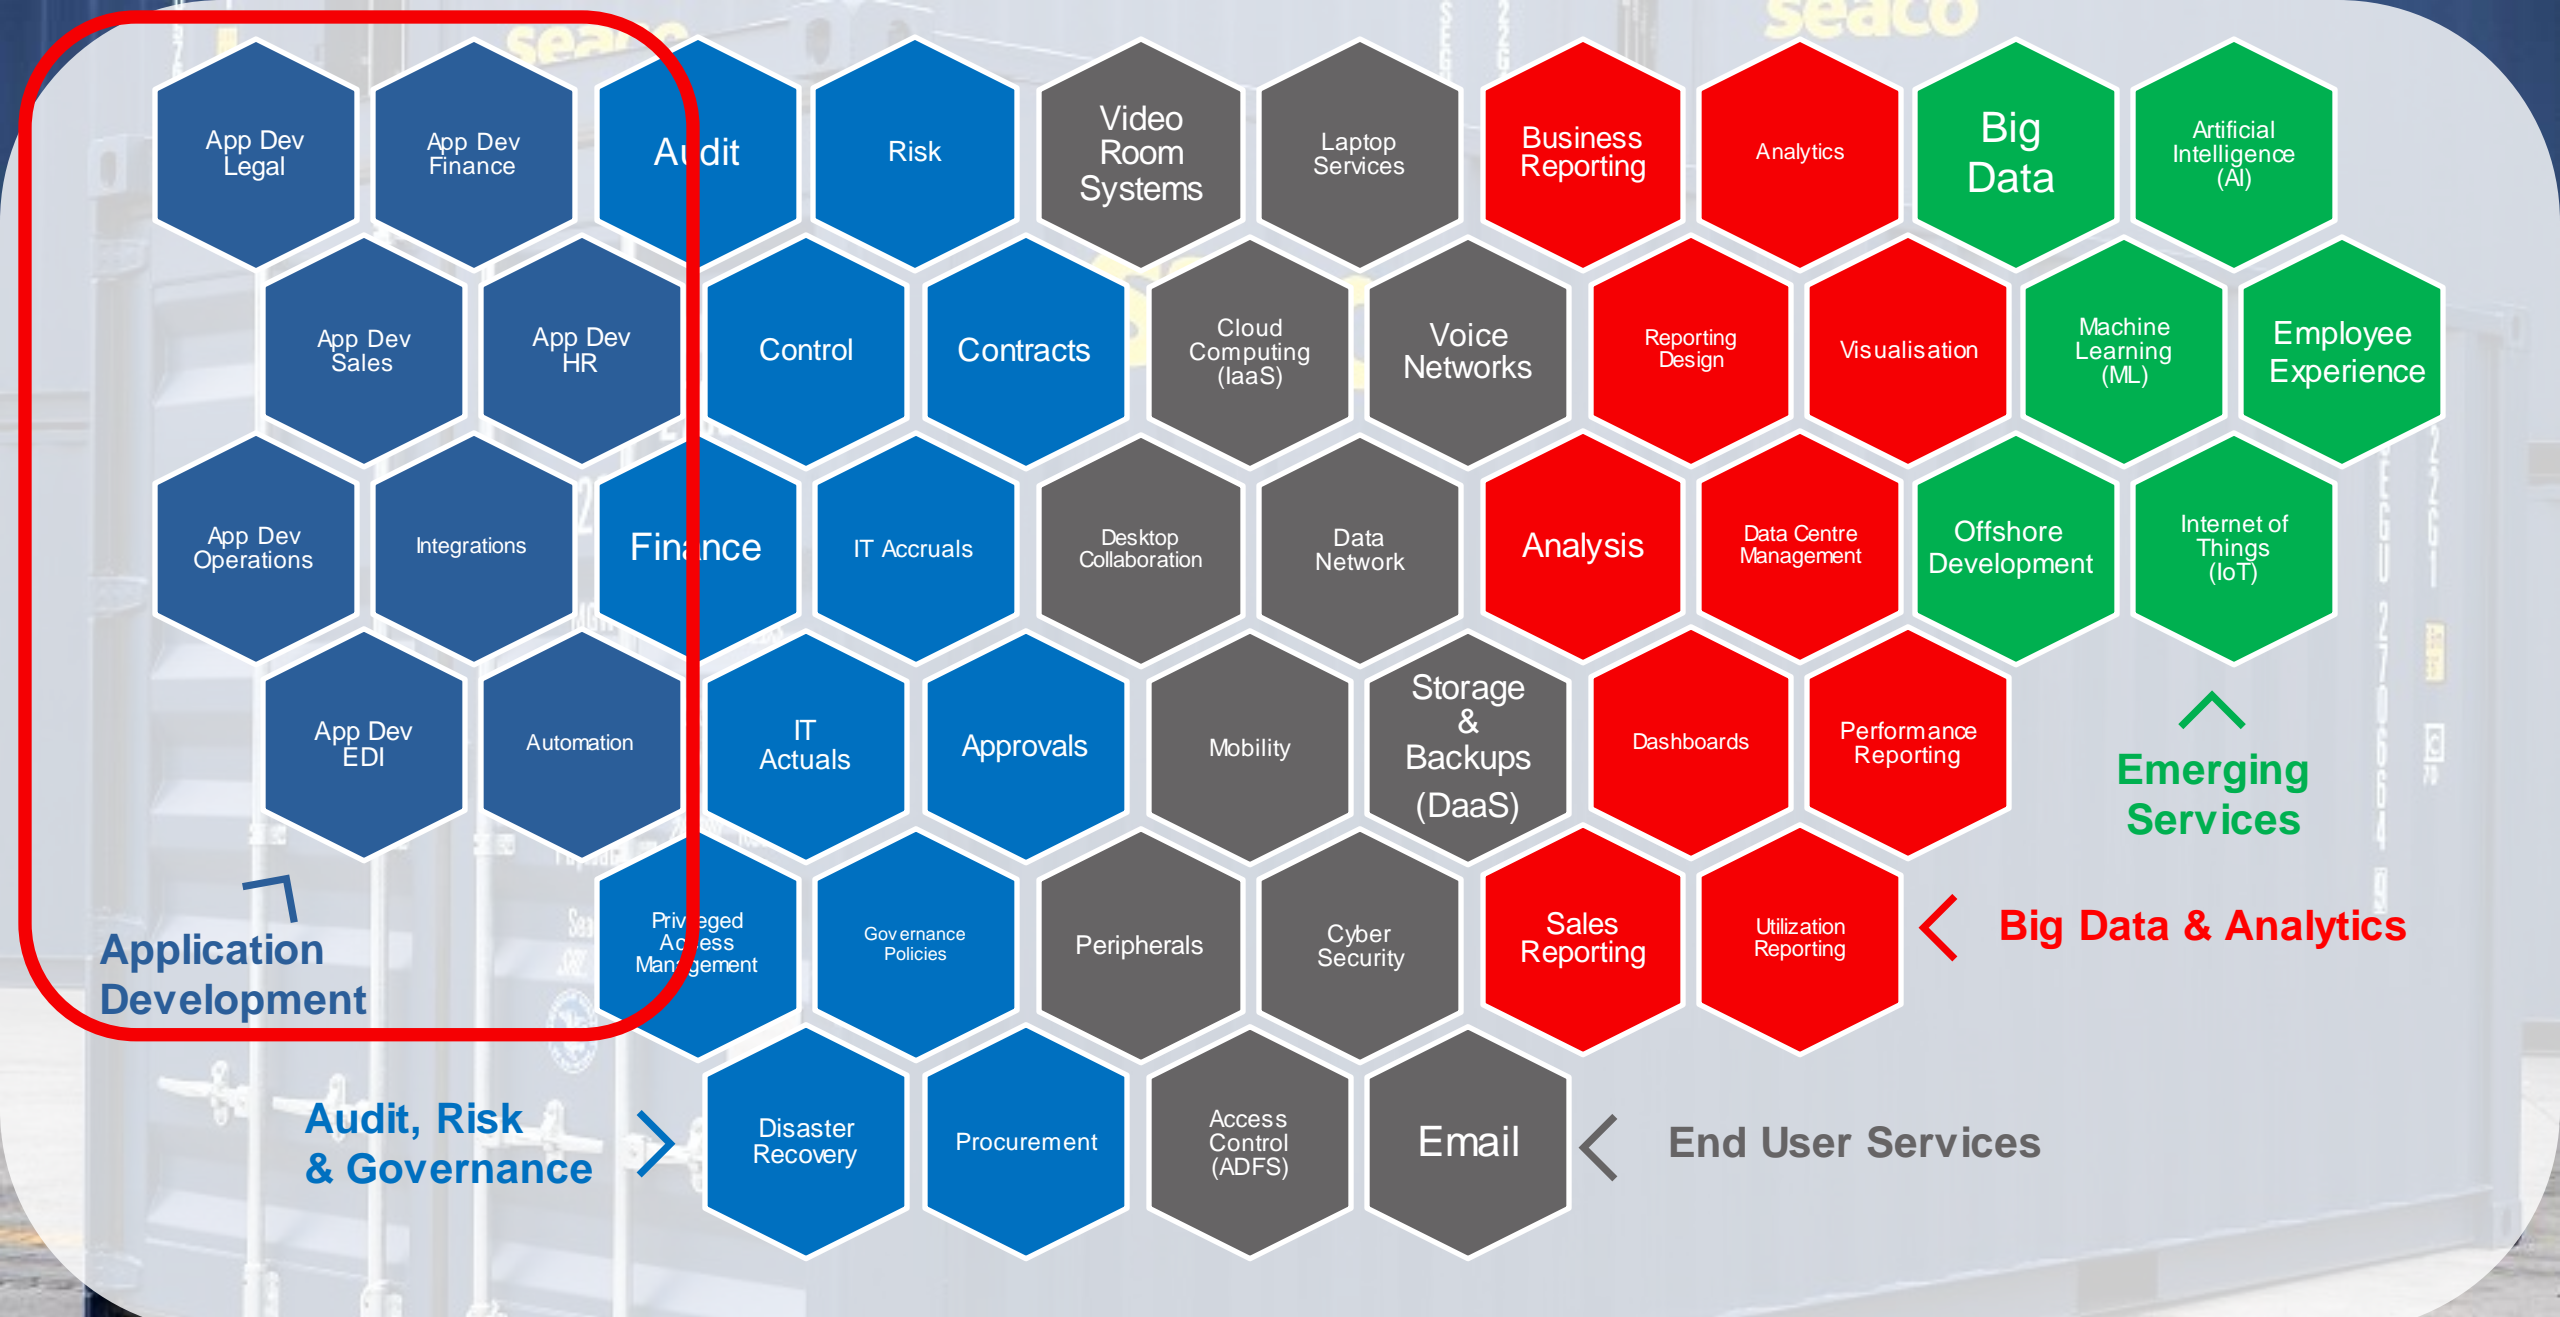 seaco
seaco
App Dev
Legal
App Dev
Finance
Audit
Risk
Video
Room
Systems
Laptop
Services
Business
Reporting
Analytics
Big
Data
Artificial
Intelligence
(AI)
App Dev
Sales
App Dev
HR
Control
Contracts
Cloud
Computing
(IaaS)
Voice
Networks
Reporting
Design
Visualisation
Machine
Learning
(ML)
Employee
Experience
App Dev
Operations
Integrations
Finance
IT Accruals
Desktop
Collaboration
Data
Network
Analysis
Data Centre
Management
Offshore
Development
Internet of
Things
(IoT)
App Dev
EDI
Automation
IT
Actuals
Approvals
Mobility
Storage
&
Backups
(DaaS)
Dashboards
Performance
Reporting
Emerging
Services
Application
Development
Privileged
Access
Management
Governance
Policies
Peripherals
Cyber
Security
Sales
Reporting
Utilization
Reporting
Big Data & Analytics
Audit, Risk
& Governance
Disaster
Recovery
Procurement
Access
Control
(ADFS)
Email
End User Services